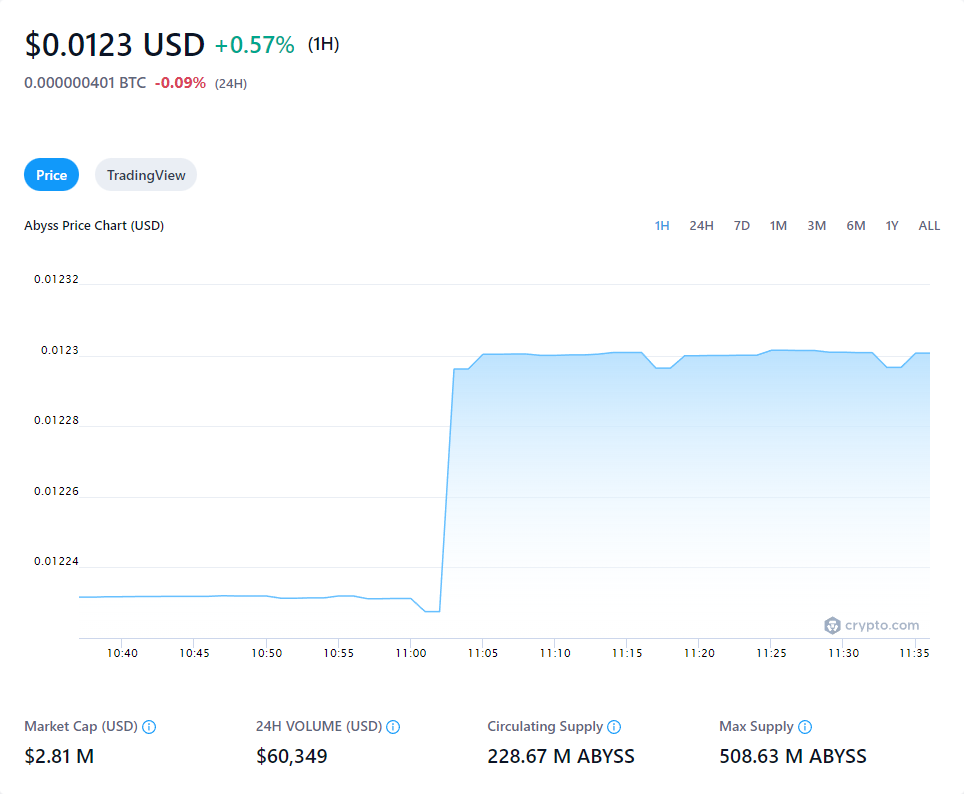 $0.0123 USD +0.57% (1H)
0.000000401 BTC -0.09% (24H)
Price TradingView
Abyss Price Chart (USD) 1H 24H 7D 1M 3M 6M 1Y ALL
0.01232
0.0123
0.01228
0.01226
0.01224
crypto.com
10:40 10:45 10:50 10:55 11:00 11:05 11:10 11:15 11:20 11:25 11:30 11:35
Market Cap (USD) 24H VOLUME (USD) Circulating Supply Max Supply
$2.81 M $60,349 228.67 M ABYSS 508.63 M ABYSS